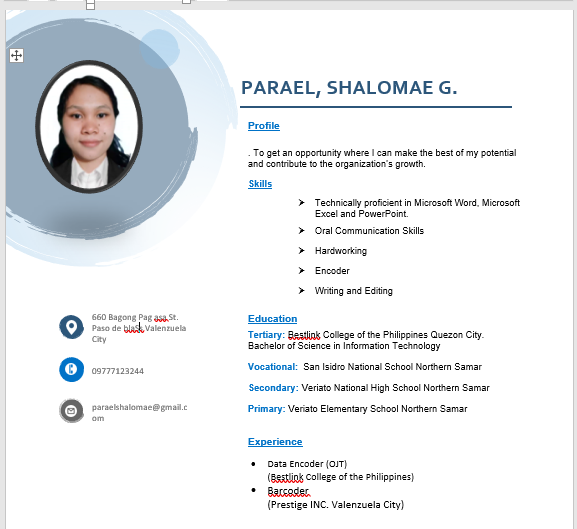 PARAEL, SHALOMAE G.
Profile
. To get an opportunity where I can make the best of my potential
and contribute to the organization's growth.
Skills
Technically proficient in Microsoft Word, Microsoft
Excel and PowerPoint.
Oral Communication Skills
Hardworking
Encoder
Writing and Editing
660 Bagong Pag asa St.
Paso de blaSs Valenzuela
City
09777123244
paraelshalomae@gmail.c
om
Education
Tertiary: Bestlink College of the Philippines Quezon City.
Bachelor of Science in Information Technology
Vocational: San Isidro National School Northern Samar
Secondary: Veriato National High School Northern Samar
Primary: Veriato Elementary School Northern Samar
Experience
Data Encoder (OJT)
(Bestlink College of the Philippines)
Barcoder
(Prestige INC. Valenzuela City)